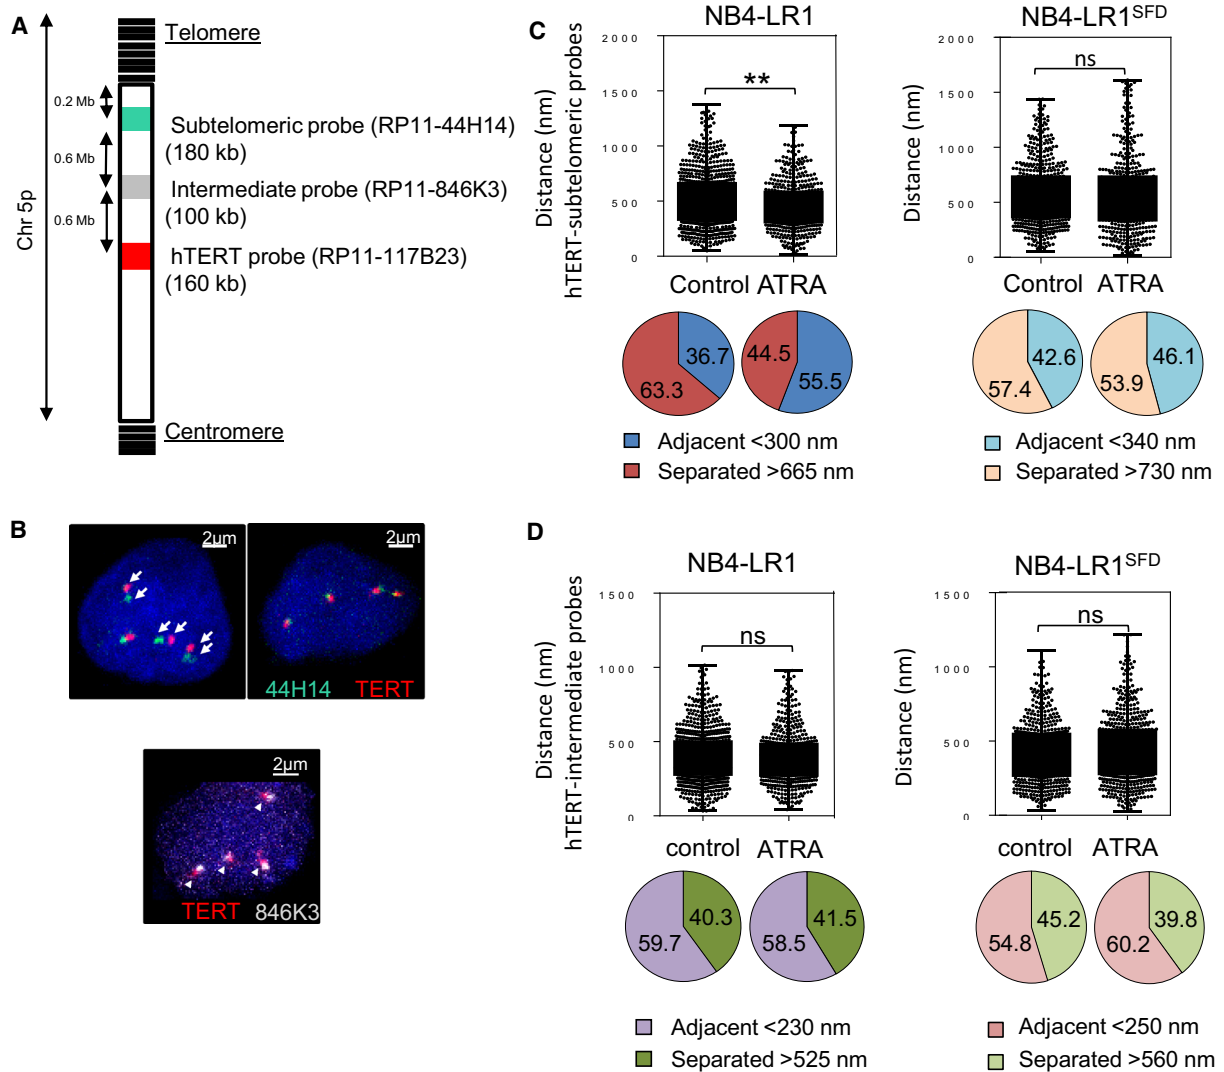 A
Telomere
0.2 Mb
Subtelomeric probe (RP11-44H14)
(180 kb)
0.6 Mb
Intermediate probe (RP11-846K3)
(100 kb)
0.6 Mb
hTERT probe (RP11-117B23)
(160 kb)
Chr 5p
Centromere
B
2µm
2µm
44H14
TERT
2µm
TERT
846K3
C
NB4-LR1
Distance (nm)
hTERT-subtelomeric probes
2000
1500
1000
500
0
**
Control ATRA
36.7
63.3
44.5
55.5
Adjacent <300 nm
Separated >665 nm
NB4-LR1SFD
Distance (nm)
2000
1500
1000
500
0
ns
Control ATRA
42.6
57.4
46.1
53.9
Adjacent <340 nm
Separated >730 nm
D
NB4-LR1
Distance (nm)
hTERT-intermediate probes
1500
1000
500
0
ns
control ATRA
40.3
59.7
41.5
58.5
Adjacent <230 nm
Separated >525 nm
NB4-LR1SFD
Distance (nm)
1500
1000
500
0
ns
control ATRA
45.2
54.8
39.8
60.2
Adjacent <250 nm
Separated >560 nm